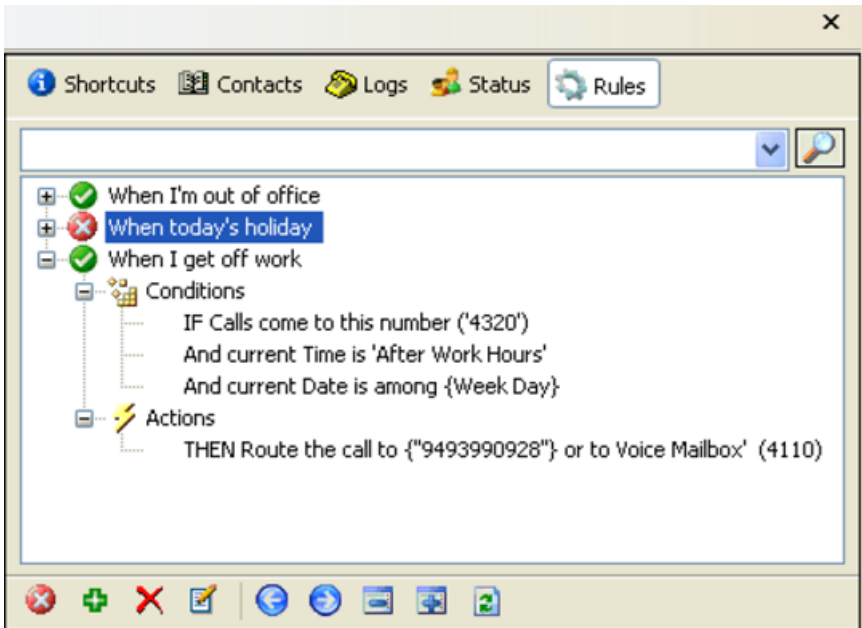 Shortcuts Contacts Logs Status Rules
When I'm out of office
When today's holiday
When I get off work
Conditions
IF Calls come to this number ('4320')
And current Time is 'After Work Hours'
And current Date is among {Week Day}
Actions
THEN Route the call to {"9493990928"} or to Voice Mailbox' (4110)